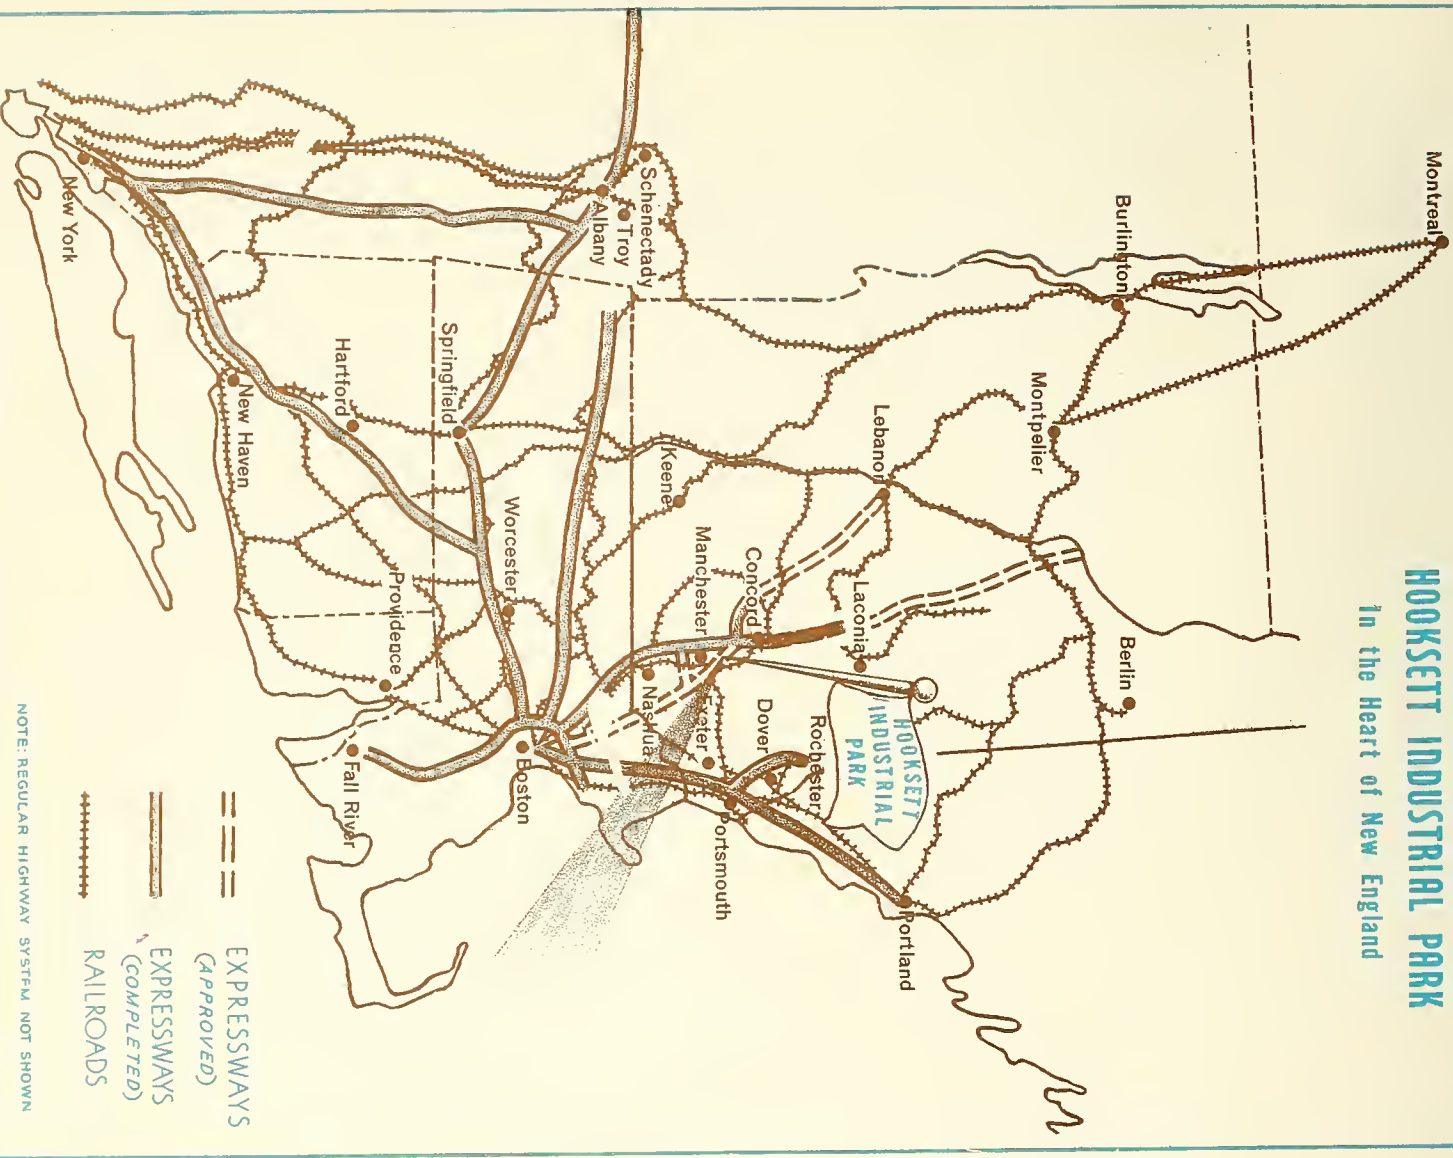 HOOKSETT INDUSTRIAL PARK
In the Heart of New England
Montreal
Burlington
Montpelier
Berlin
Lebanon
Laconia
Portland
HOOKSETT
INDUSTRIAL
PARK
Rochester
Dover
Concord
Portsmouth
Manchester
Exeter
Keene
Nashua
Schenectady
Troy
Albany
Boston
Worcester
Springfield
Providence
Fall River
Hartford
New Haven
New York
EXPRESSWAYS
(APPROVED)
EXPRESSWAYS
(COMPLETED)
RAILROADS
NOTE: REGULAR HIGHWAY SYSTEM NOT SHOWN